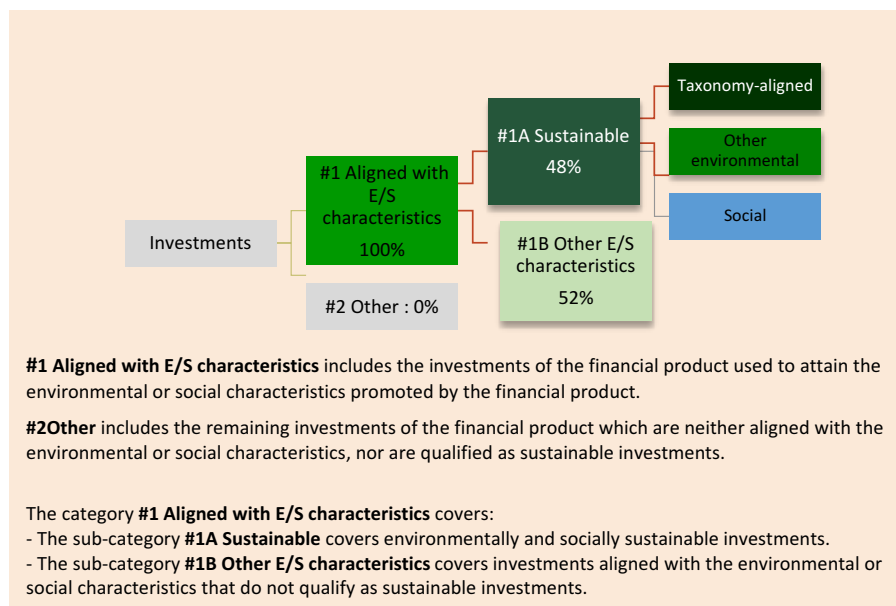 Taxonomy-aligned
#1A Sustainable
48%
Other
environmental
#1 Aligned with
E/S
characteristics
100%
Social
Investments
#1B Other E/S
characteristics
52%
#2 Other : 0%
#1 Aligned with E/S characteristics includes the investments of the financial product used to attain the
environmental or social characteristics promoted by the financial product.
#2Other includes the remaining investments of the financial product which are neither aligned with the
environmental or social characteristics, nor are qualified as sustainable investments.
The category #1 Aligned with E/S characteristics covers:
- The sub-category #1A Sustainable covers environmentally and socially sustainable investments.
- The sub-category #1B Other E/S characteristics covers investments aligned with the environmental or
social characteristics that do not qualify as sustainable investments.